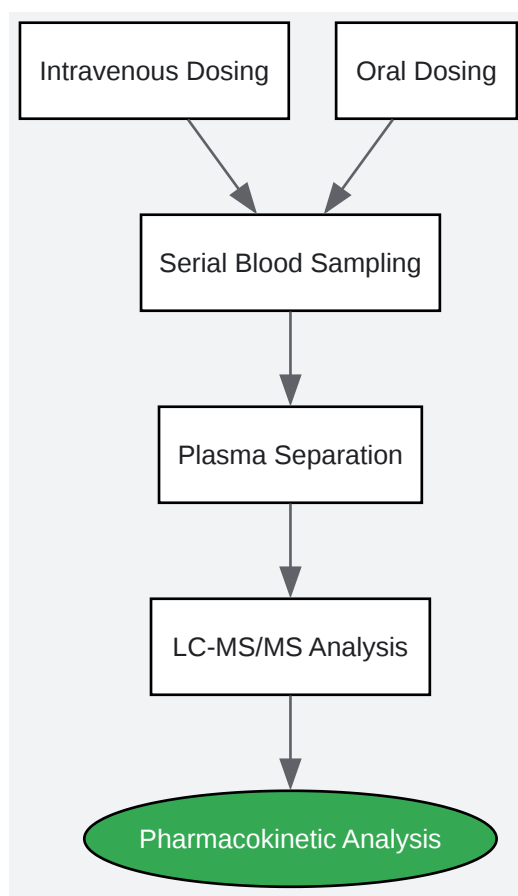 Intravenous Dosing
Oral Dosing
Serial Blood Sampling
Plasma Separation
LC-MS/MS Analysis
Pharmacokinetic Analysis